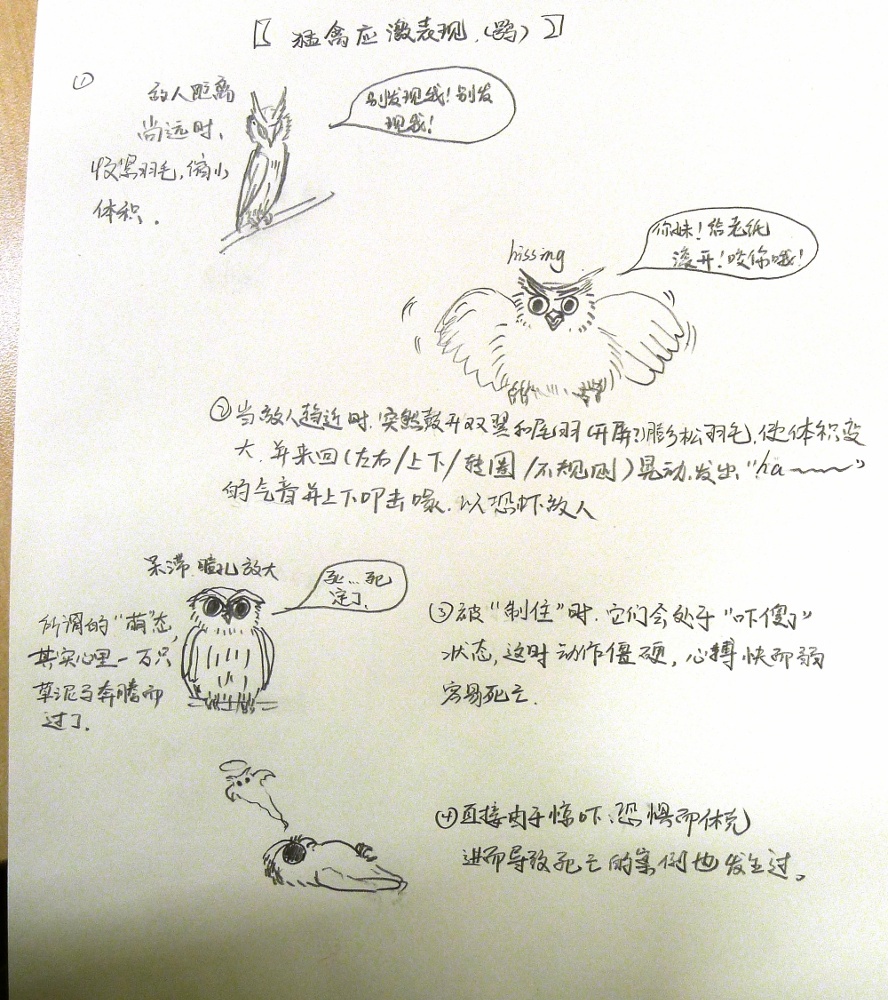 【猛禽应激表现.(鸮)】
①
敌人距离
尚远时,
收紧羽毛,缩小
体积.
别发现我!别发
现我!
hissing
你妹!给老纸
滚开!咬你哦!
②当敌人趋近时.突然鼓开双翼和尾羽(开屏?)膨松羽毛.使体积变
大.并来回(左右/上下/转圈/不规则)晃动.发出"ha~~~"
的气音并上下叩击喙.以恐吓敌人
呆滞.瞳孔放大
死...死
定了.
所谓的"萌"态,
其实心里一万只
草泥马奔腾而
过了.
③被"制住"时.它们会处于"吓傻了"
状态,这时动作僵硬,心搏快而弱
容易死亡.
④直接由于惊吓、恐惧而休克
进而导致死亡的案例也发生过。